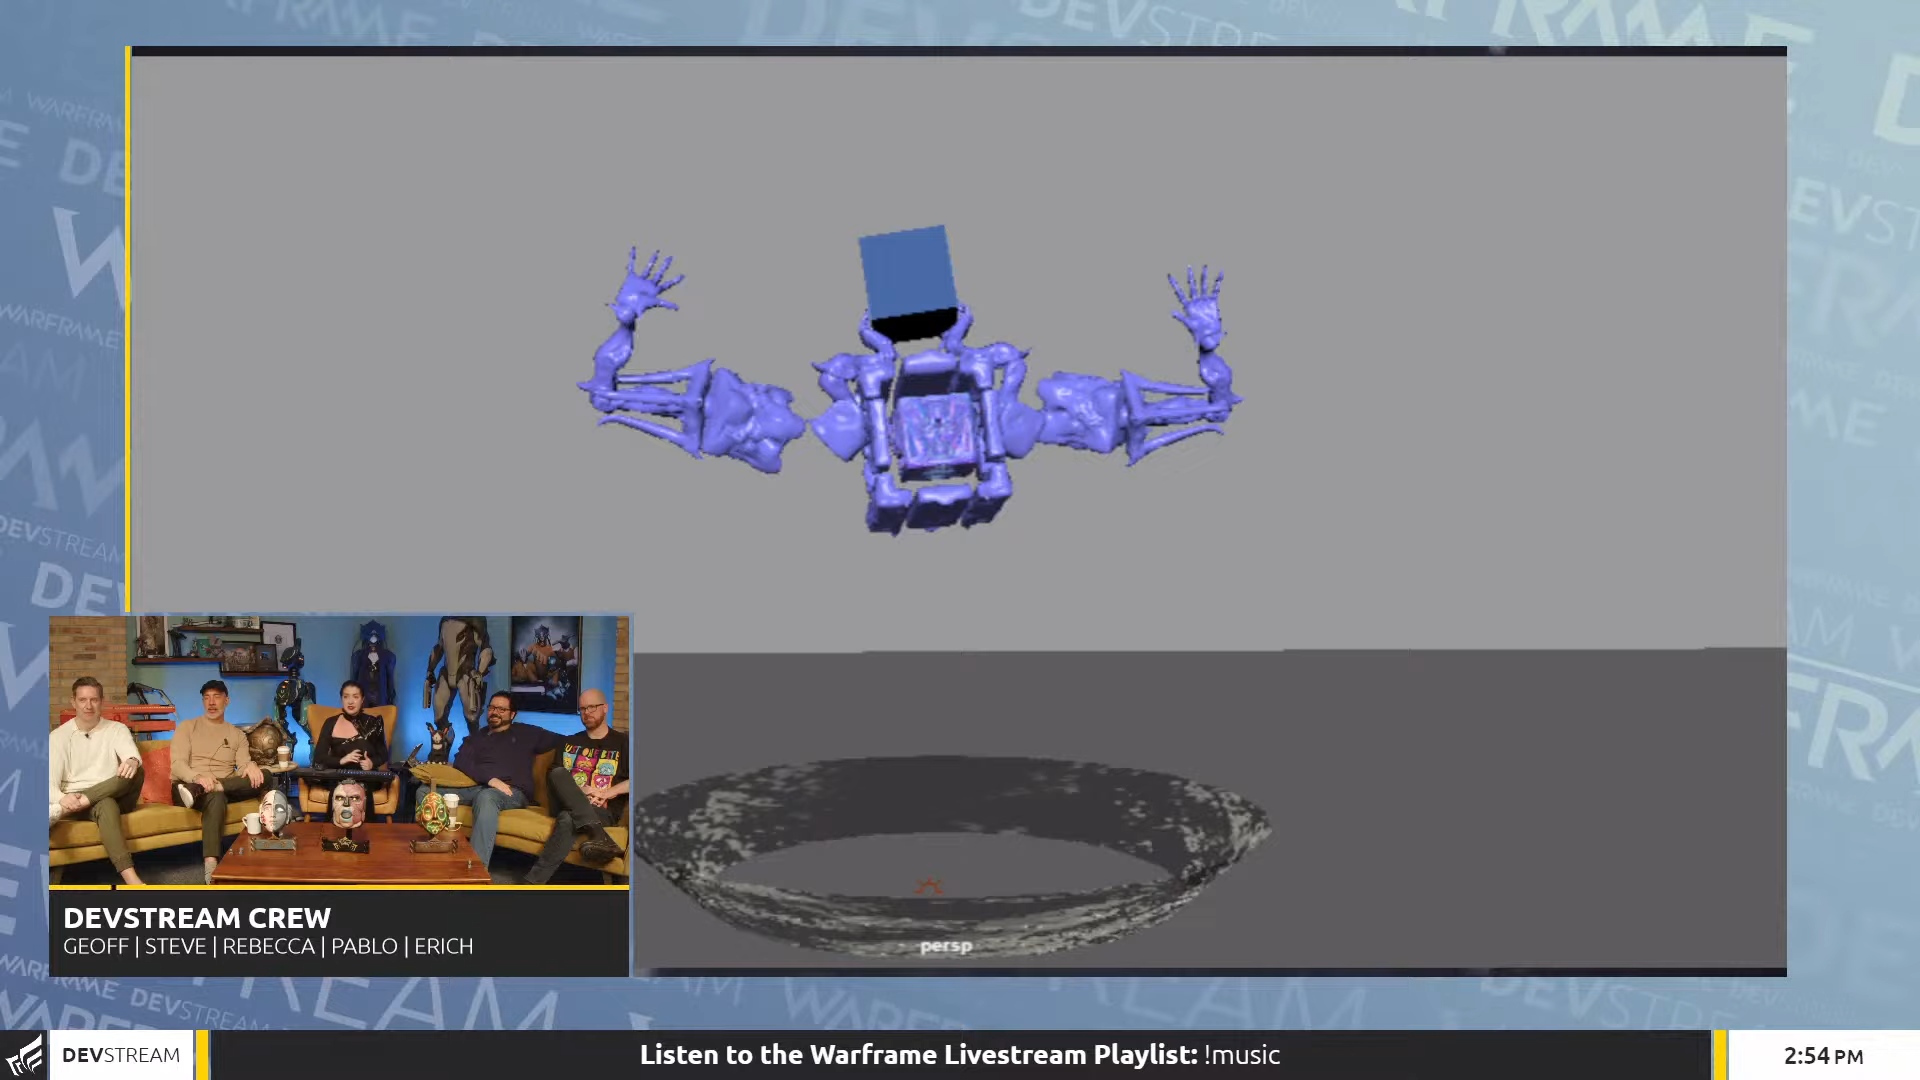 persp
DEVSTREAM CREW
GEOFF | STEVE | REBECCA | PABLO | ERICH
DEVSTREAM
Listen to the Warframe Livestream Playlist: !music
2:54 PM